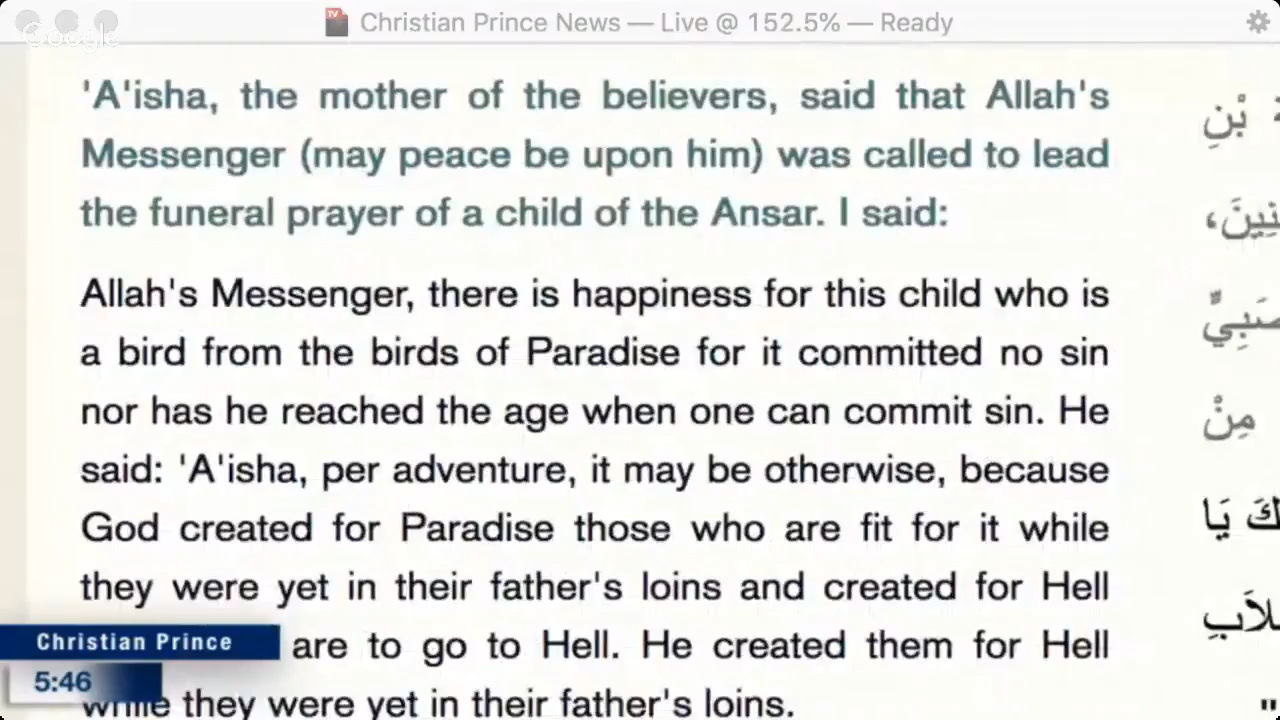 Google
Christian Prince News — Live @ 152.5% — Ready
'A'isha, the mother of the believers, said that Allah's
Messenger (may peace be upon him) was called to lead
the funeral prayer of a child of the Ansar. I said:
Allah's Messenger, there is happiness for this child who is
a bird from the birds of Paradise for it committed no sin
nor has he reached the age when one can commit sin. He
said: 'A'isha, per adventure, it may be otherwise, because
God created for Paradise those who are fit for it while
they were yet in their father's loins and created for Hell
are to go to Hell. He created them for Hell
while they were yet in their father's loins.
Christian Prince
5:46
بْنِ
مِنْ
يَا